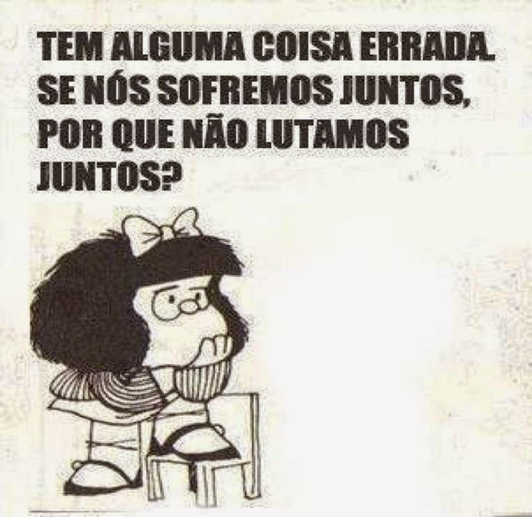 TEM ALGUMA COISA ERRADA.
SE NÓS SOFREMOS JUNTOS,
POR QUE NÃO LUTAMOS
JUNTOS?